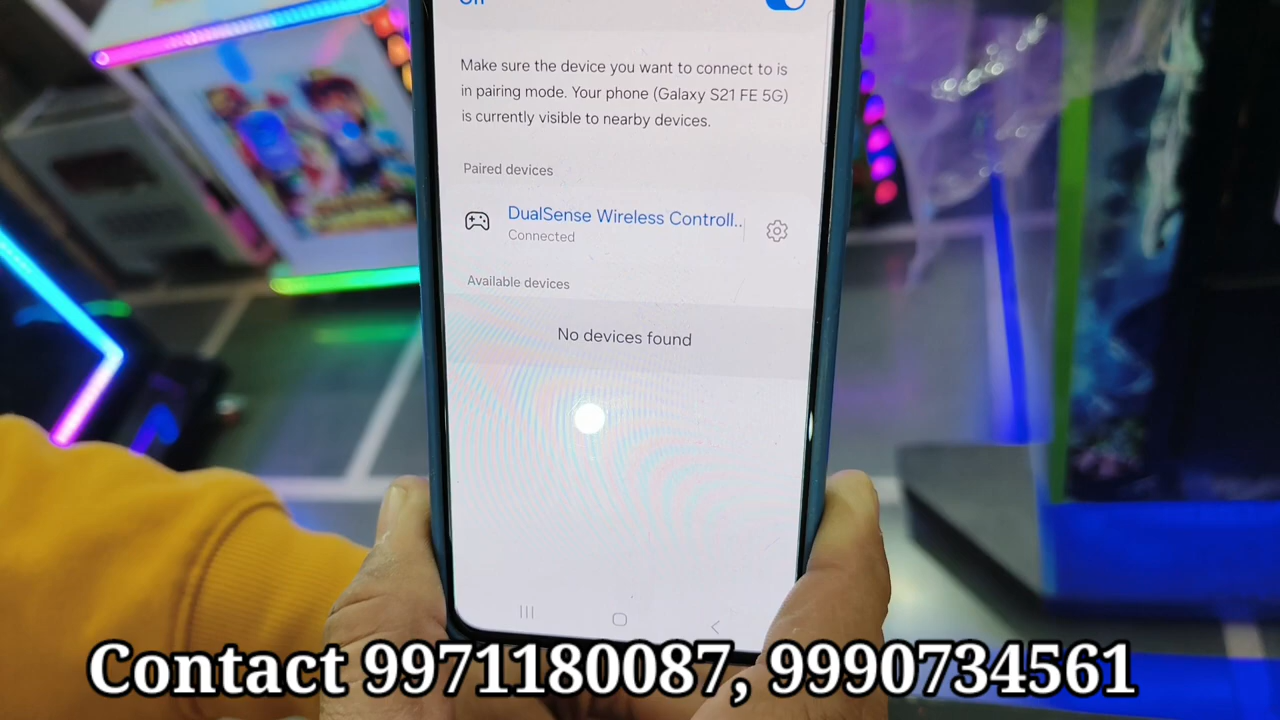 Make sure the device you want to connect to is
in pairing mode. Your phone (Galaxy S21 FE 5G)
is currently visible to nearby devices.
Paired devices
DualSense Wireless Controll..
Connected
Available devices
No devices found
Contact 9971180087, 9990734561